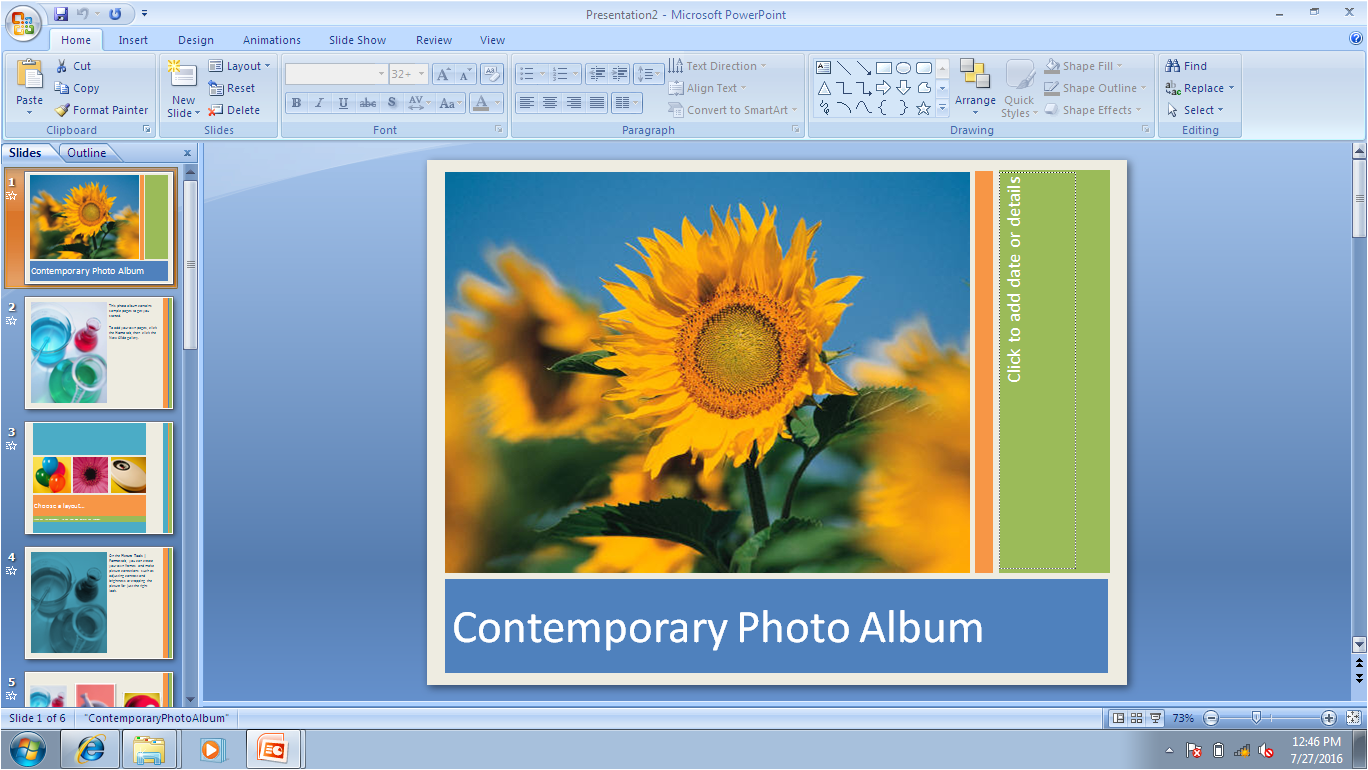 Presentation2 - Microsoft PowerPoint
Home Insert Design Animations Slide Show Review View
Paste
Cut
Copy
Format Painter
Clipboard
New
Slide
Layout
Reset
Delete
Slides
32+
B I U abc S AV Aa A
Font
Text Direction
Align Text
Convert to SmartArt
Paragraph
Arrange
Quick
Styles
Shape Fill
Shape Outline
Shape Effects
Drawing
Find
Replace
Select
Editing
Slides Outline x
1
Contemporary Photo Album
2
3
Choose a layout...
4
5
Click to add date or details
Contemporary Photo Album
Slide 1 of 6 "ContemporaryPhotoAlbum" 73%
12:46 PM
7/27/2016